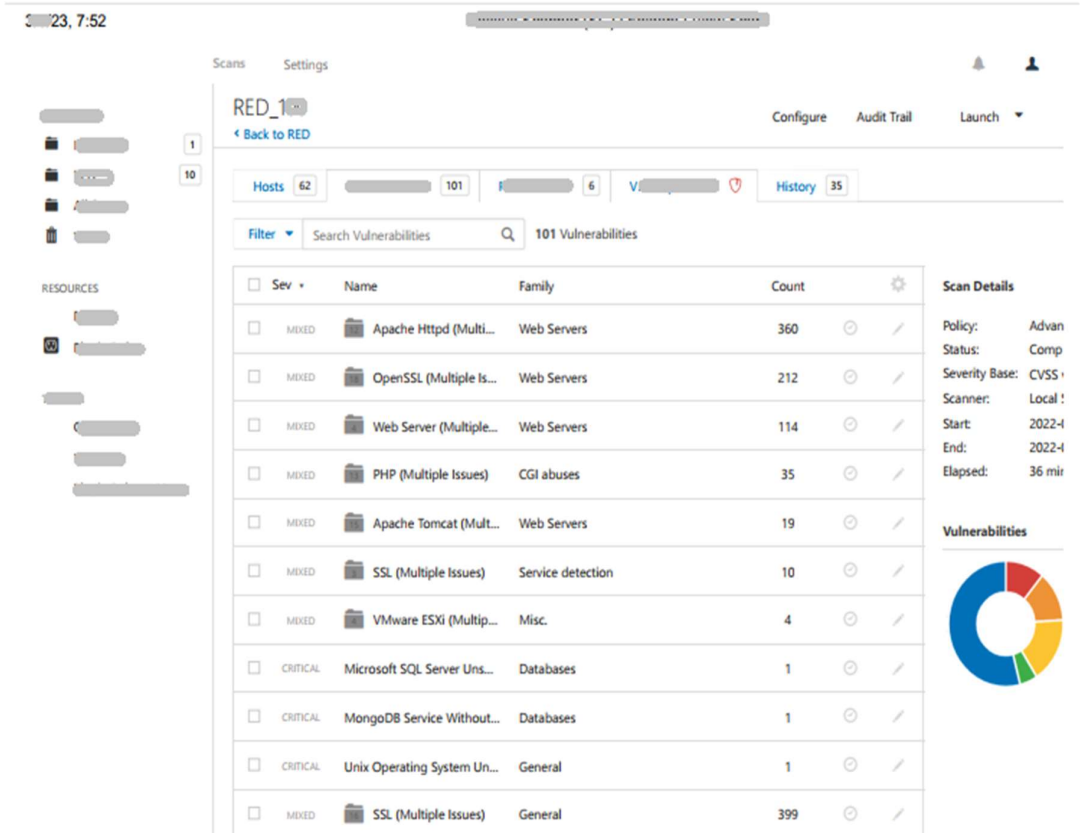 23, 7:52
Scans Settings
RED_1
Back to RED
Configure Audit Trail Launch
1
10
RESOURCES
Hosts 62 101 6 V History 35
Filter Search Vulnerabilities 101 Vulnerabilities
Sev Name Family Count
MIXED Apache Httpd (Multi... Web Servers 360
MIXED OpenSSL (Multiple Is... Web Servers 212
MIXED Web Server (Multiple... Web Servers 114
MIXED PHP (Multiple Issues) CGI abuses 35
MIXED Apache Tomcat (Mult... Web Servers 19
MIXED SSL (Multiple Issues) Service detection 10
MIXED VMware ESXi (Multip... Misc. 4
CRITICAL Microsoft SQL Server Uns... Databases 1
CRITICAL MongoDB Service Without... Databases 1
CRITICAL Unix Operating System Un... General 1
MIXED SSL (Multiple Issues) General 399
Scan Details
Policy: Advan
Status: Comp
Severity Base: CVSS
Scanner: Local
Start: 2022-
End: 2022-
Elapsed: 36 mir
Vulnerabilities